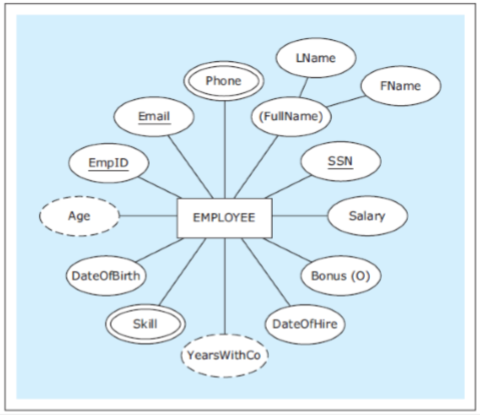 LName
Phone
FName
Email
(FullName)
EmpID
SSN
Age
EMPLOYEE
Salary
DateOfBirth
Bonus (O)
Skill
DateOfHire
YearsWithCo